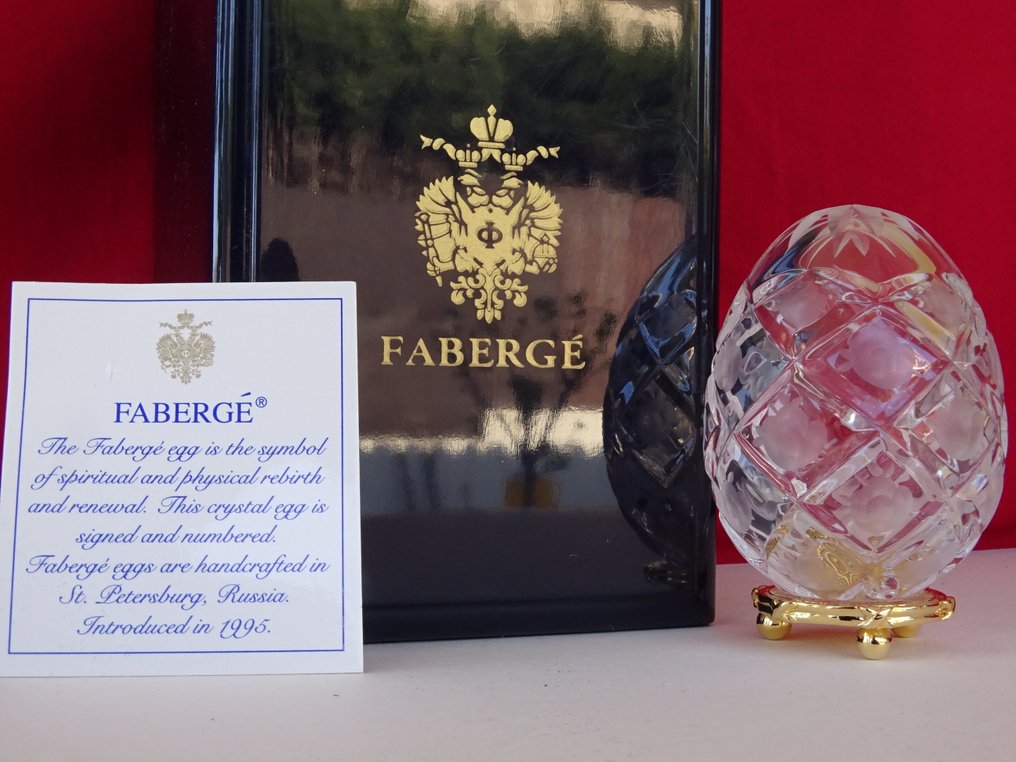 Ф
FABERGÉ
FABERGÉ®
The Fabergé egg is the symbol
of spiritual and physical rebirth
and renewal. This crystal egg is
signed and numbered.
Fabergé eggs are handcrafted in
St. Petersburg, Russia.
Introduced in 1995.